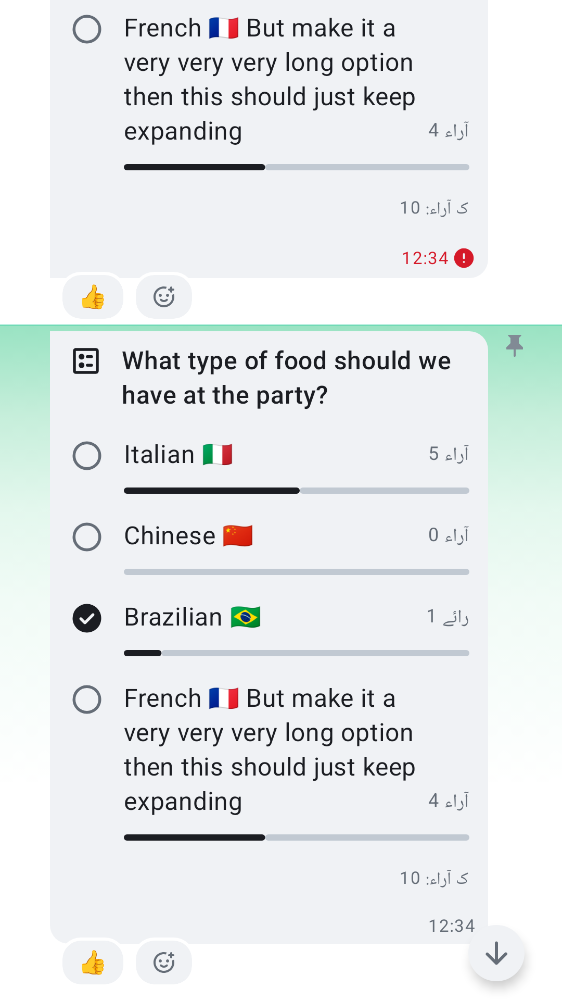 French 🇫🇷 But make it a
very very very long option
then this should just keep
expanding
4 آراء
ک آراء: 10
12:34
What type of food should we
have at the party?
Italian 🇮🇹
5 آراء
Chinese 🇨🇳
0 آراء
Brazilian 🇧🇷
1 رائے
French 🇫🇷 But make it a
very very very long option
then this should just keep
expanding
4 آراء
ک آراء: 10
12:34